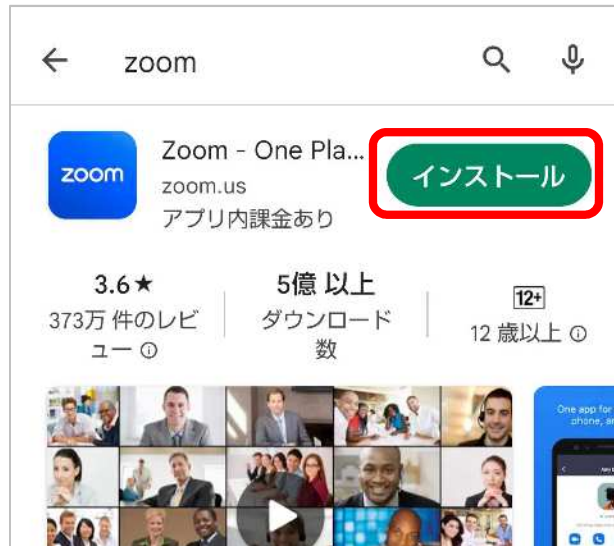 zoom
zoom
Zoom - One Pla...
zoom.us
アプリ内課金あり
インストール
3.6★
373万 件のレビ
ュー
5億 以上
ダウンロード
数
12+
12 歳以上
One app for
phone, an